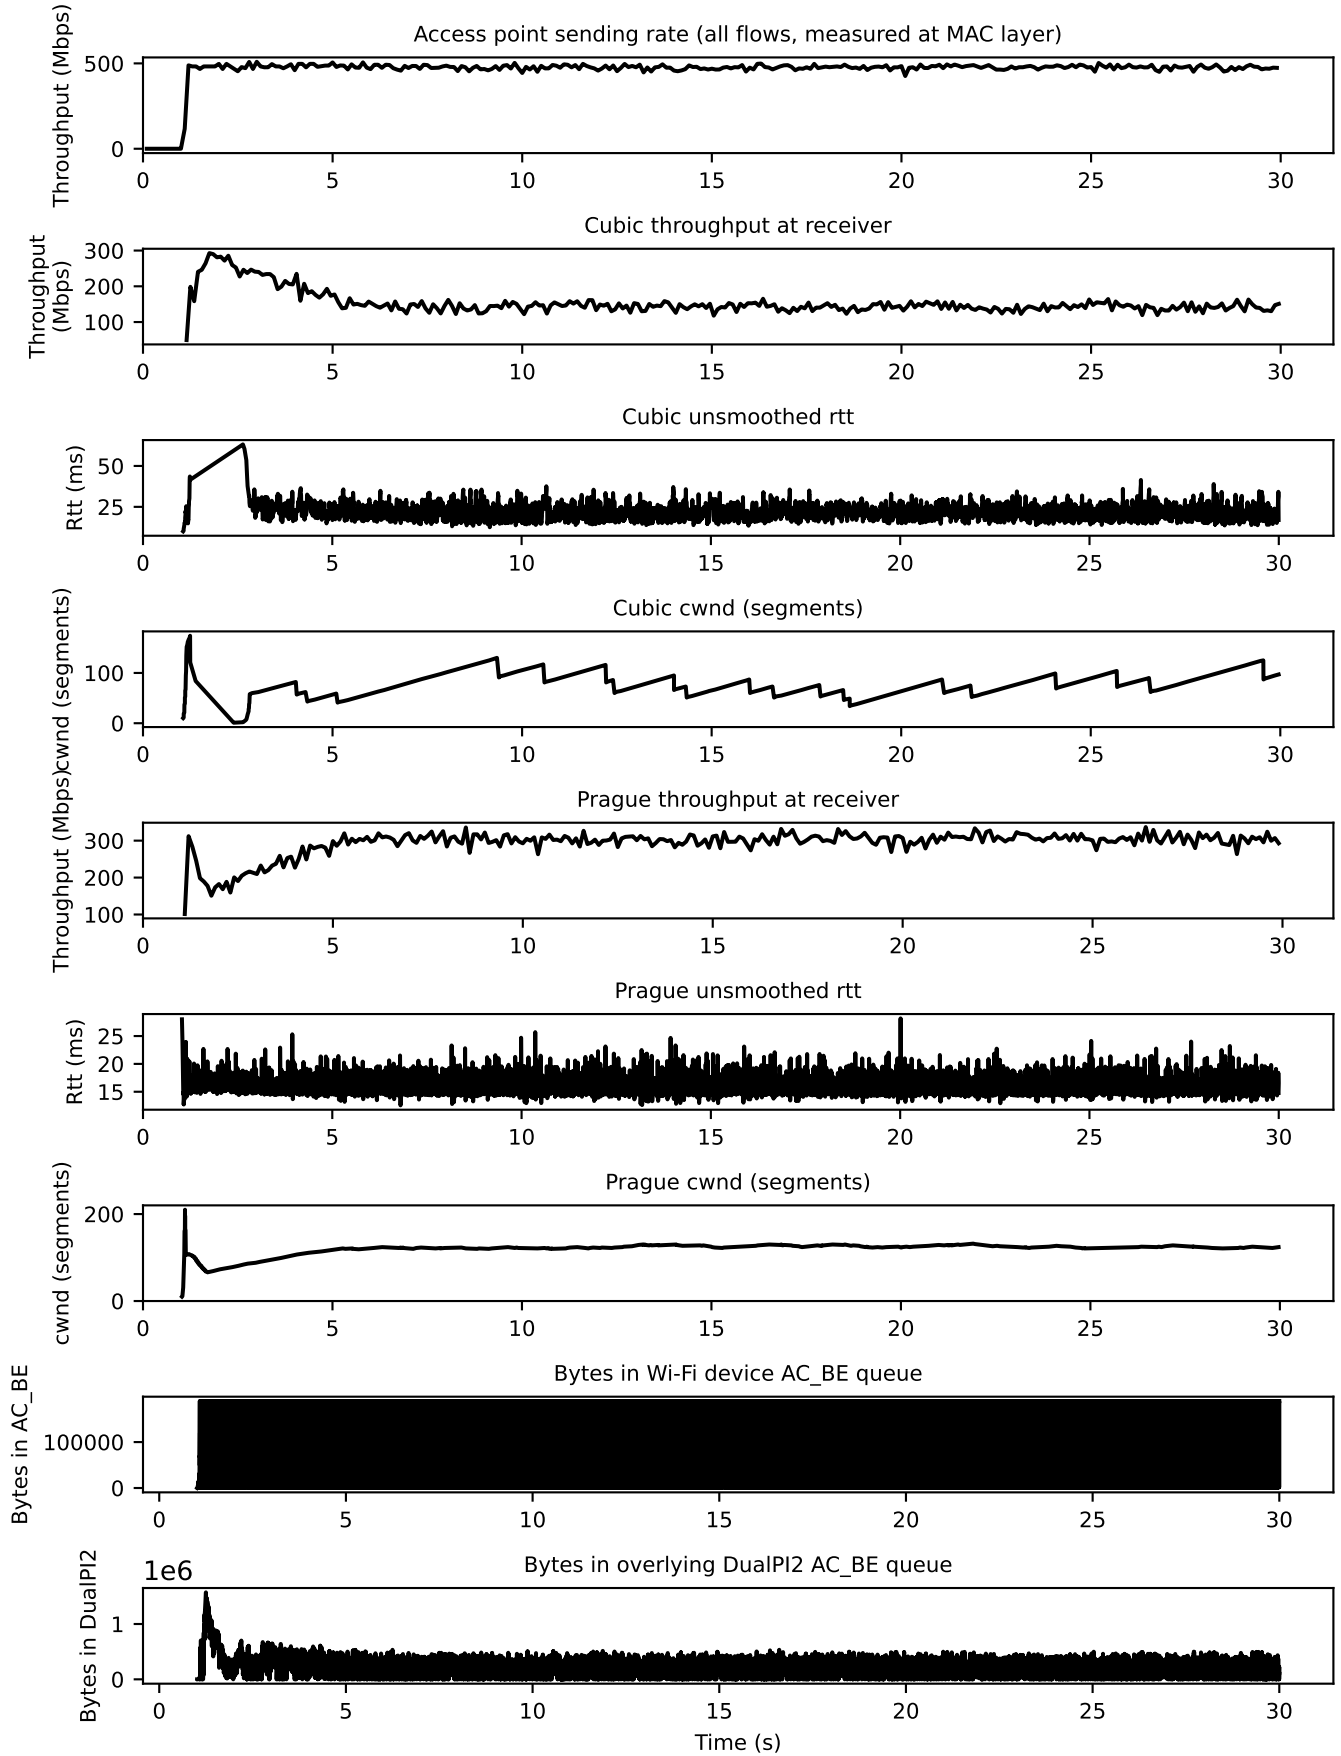 Access point sending rate (all flows, measured at MAC layer)
Throughput (Mbps)
500
0
0 5 10 15 20 25 30
Cubic throughput at receiver
Throughput
(Mbps)
300
200
100
0 5 10 15 20 25 30
Cubic unsmoothed rtt
Rtt (ms)
50
25
0 5 10 15 20 25 30
Cubic cwnd (segments)
cwnd (segments)
100
0
0 5 10 15 20 25 30
Prague throughput at receiver
Throughput (Mbps)
300
200
100
0 5 10 15 20 25 30
Prague unsmoothed rtt
Rtt (ms)
25
20
15
0 5 10 15 20 25 30
Prague cwnd (segments)
cwnd (segments)
200
0
0 5 10 15 20 25 30
Bytes in Wi-Fi device AC_BE queue
Bytes in AC_BE
100000
0
0 5 10 15 20 25 30
1e6
Bytes in overlying DualPI2 AC_BE queue
Bytes in DualPI2
1
0
0 5 10 15 20 25 30
Time (s)